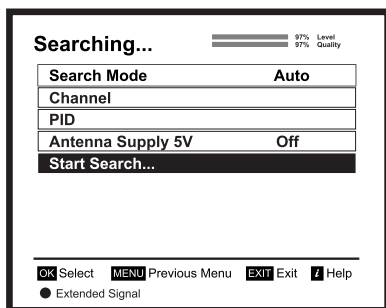 Searching...
97% Level
97% Quality
Search Mode Auto
Channel
PID
Antenna Supply 5V Off
Start Search...
OK Select MENU Previous Menu EXIT Exit i Help
Extended Signal